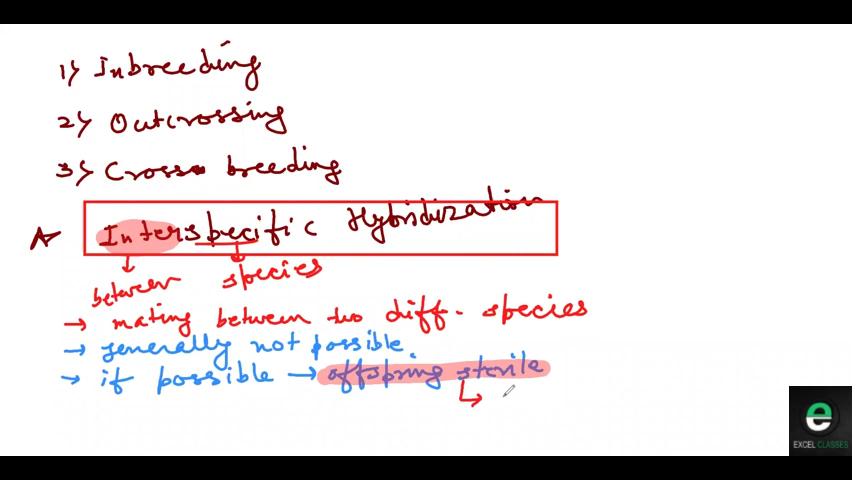 1) Inbreeding
2) Outcrossing
3) Cross breeding
Interspecific Hybridization
between species
→ mating between two diff. species
→ generally not possible.
→ if possible → offspring sterile
EXCEL CLASSES